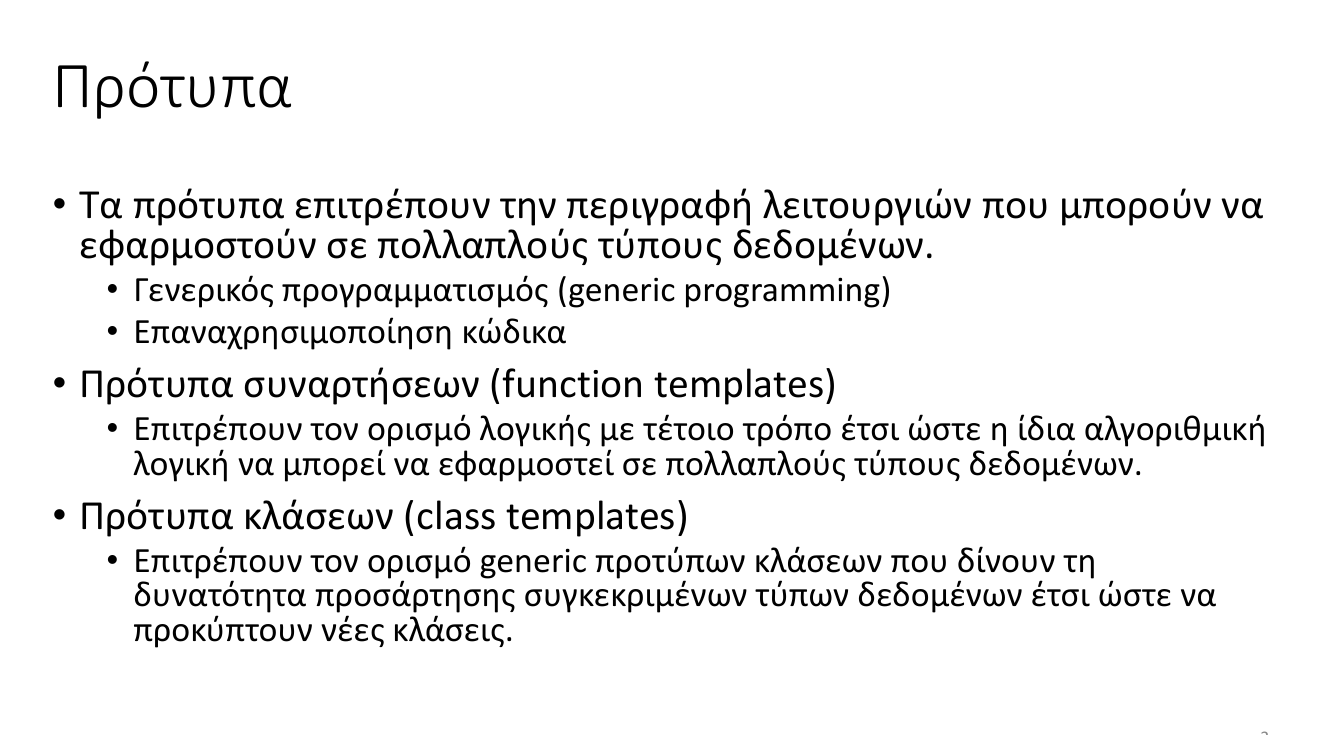 Πρότυπα
• Τα πρότυπα επιτρέπουν την περιγραφή λειτουργιών που μπορούν να
εφαρμοστούν σε πολλαπλούς τύπους δεδομένων.
• Γενερικός προγραμματισμός (generic programming)
• Επαναχρησιμοποίηση κώδικα
• Πρότυπα συναρτήσεων (function templates)
• Επιτρέπουν τον ορισμό λογικής με τέτοιο τρόπο έτσι ώστε η ίδια αλγοριθμική
λογική να μπορεί να εφαρμοστεί σε πολλαπλούς τύπους δεδομένων.
• Πρότυπα κλάσεων (class templates)
• Επιτρέπουν τον ορισμό generic προτύπων κλάσεων που δίνουν τη
δυνατότητα προσάρτησης συγκεκριμένων τύπων δεδομένων έτσι ώστε να
προκύπτουν νέες κλάσεις.